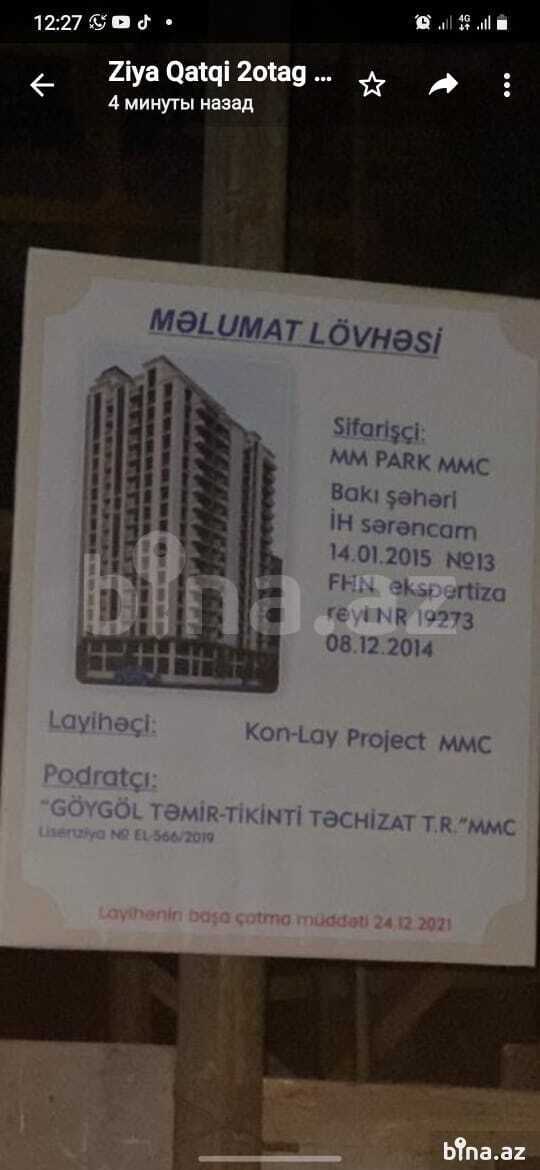 12:27
4G
Ziya Qatqi 2otag ...
4 минуты назад
MƏLUMAT LÖVHƏSİ
Sifarişçi:
MM PARK MMC
Bakı şəhəri
İH sərəncam
14.01.2015 №13
FHN ekspertiza
rəyi NR 19273
08.12.2014
bina.az
Layihəçi: Kon-Lay Project MMC
Podratçı:
"GÖYGÖL TƏMİR-TİKİNTİ TƏCHİZAT T.R."MMC
Lisenziya № EL-566/2019
Layihənin başa çatma müddəti 24.12.2021
bina.az